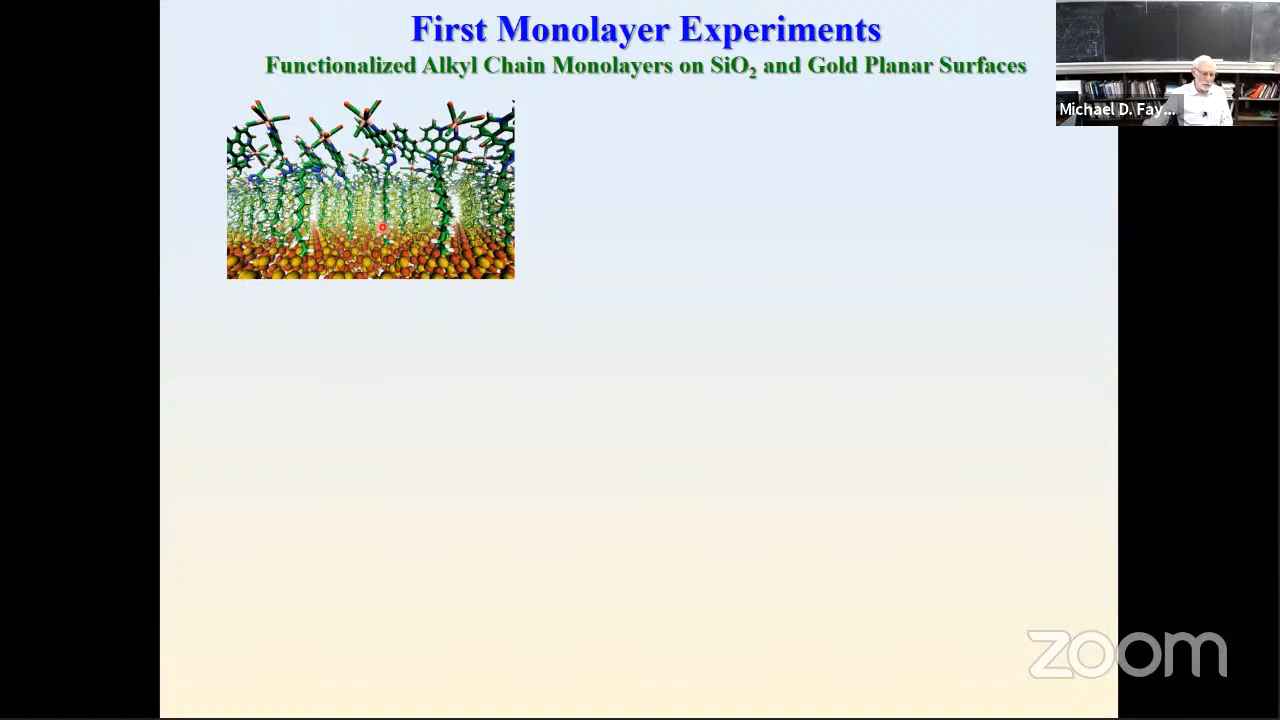 First Monolayer Experiments
Functionalized Alkyl Chain Monolayers on SiO₂ and Gold Planar Surfaces
Michael D. Fay...
zoom